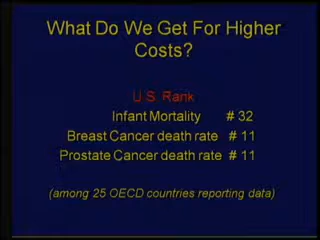 What Do We Get For Higher
Costs?
U.S. Rank
Infant Mortality # 32
Breast Cancer death rate # 11
Prostate Cancer death rate # 11
(among 25 OECD countries reporting data)